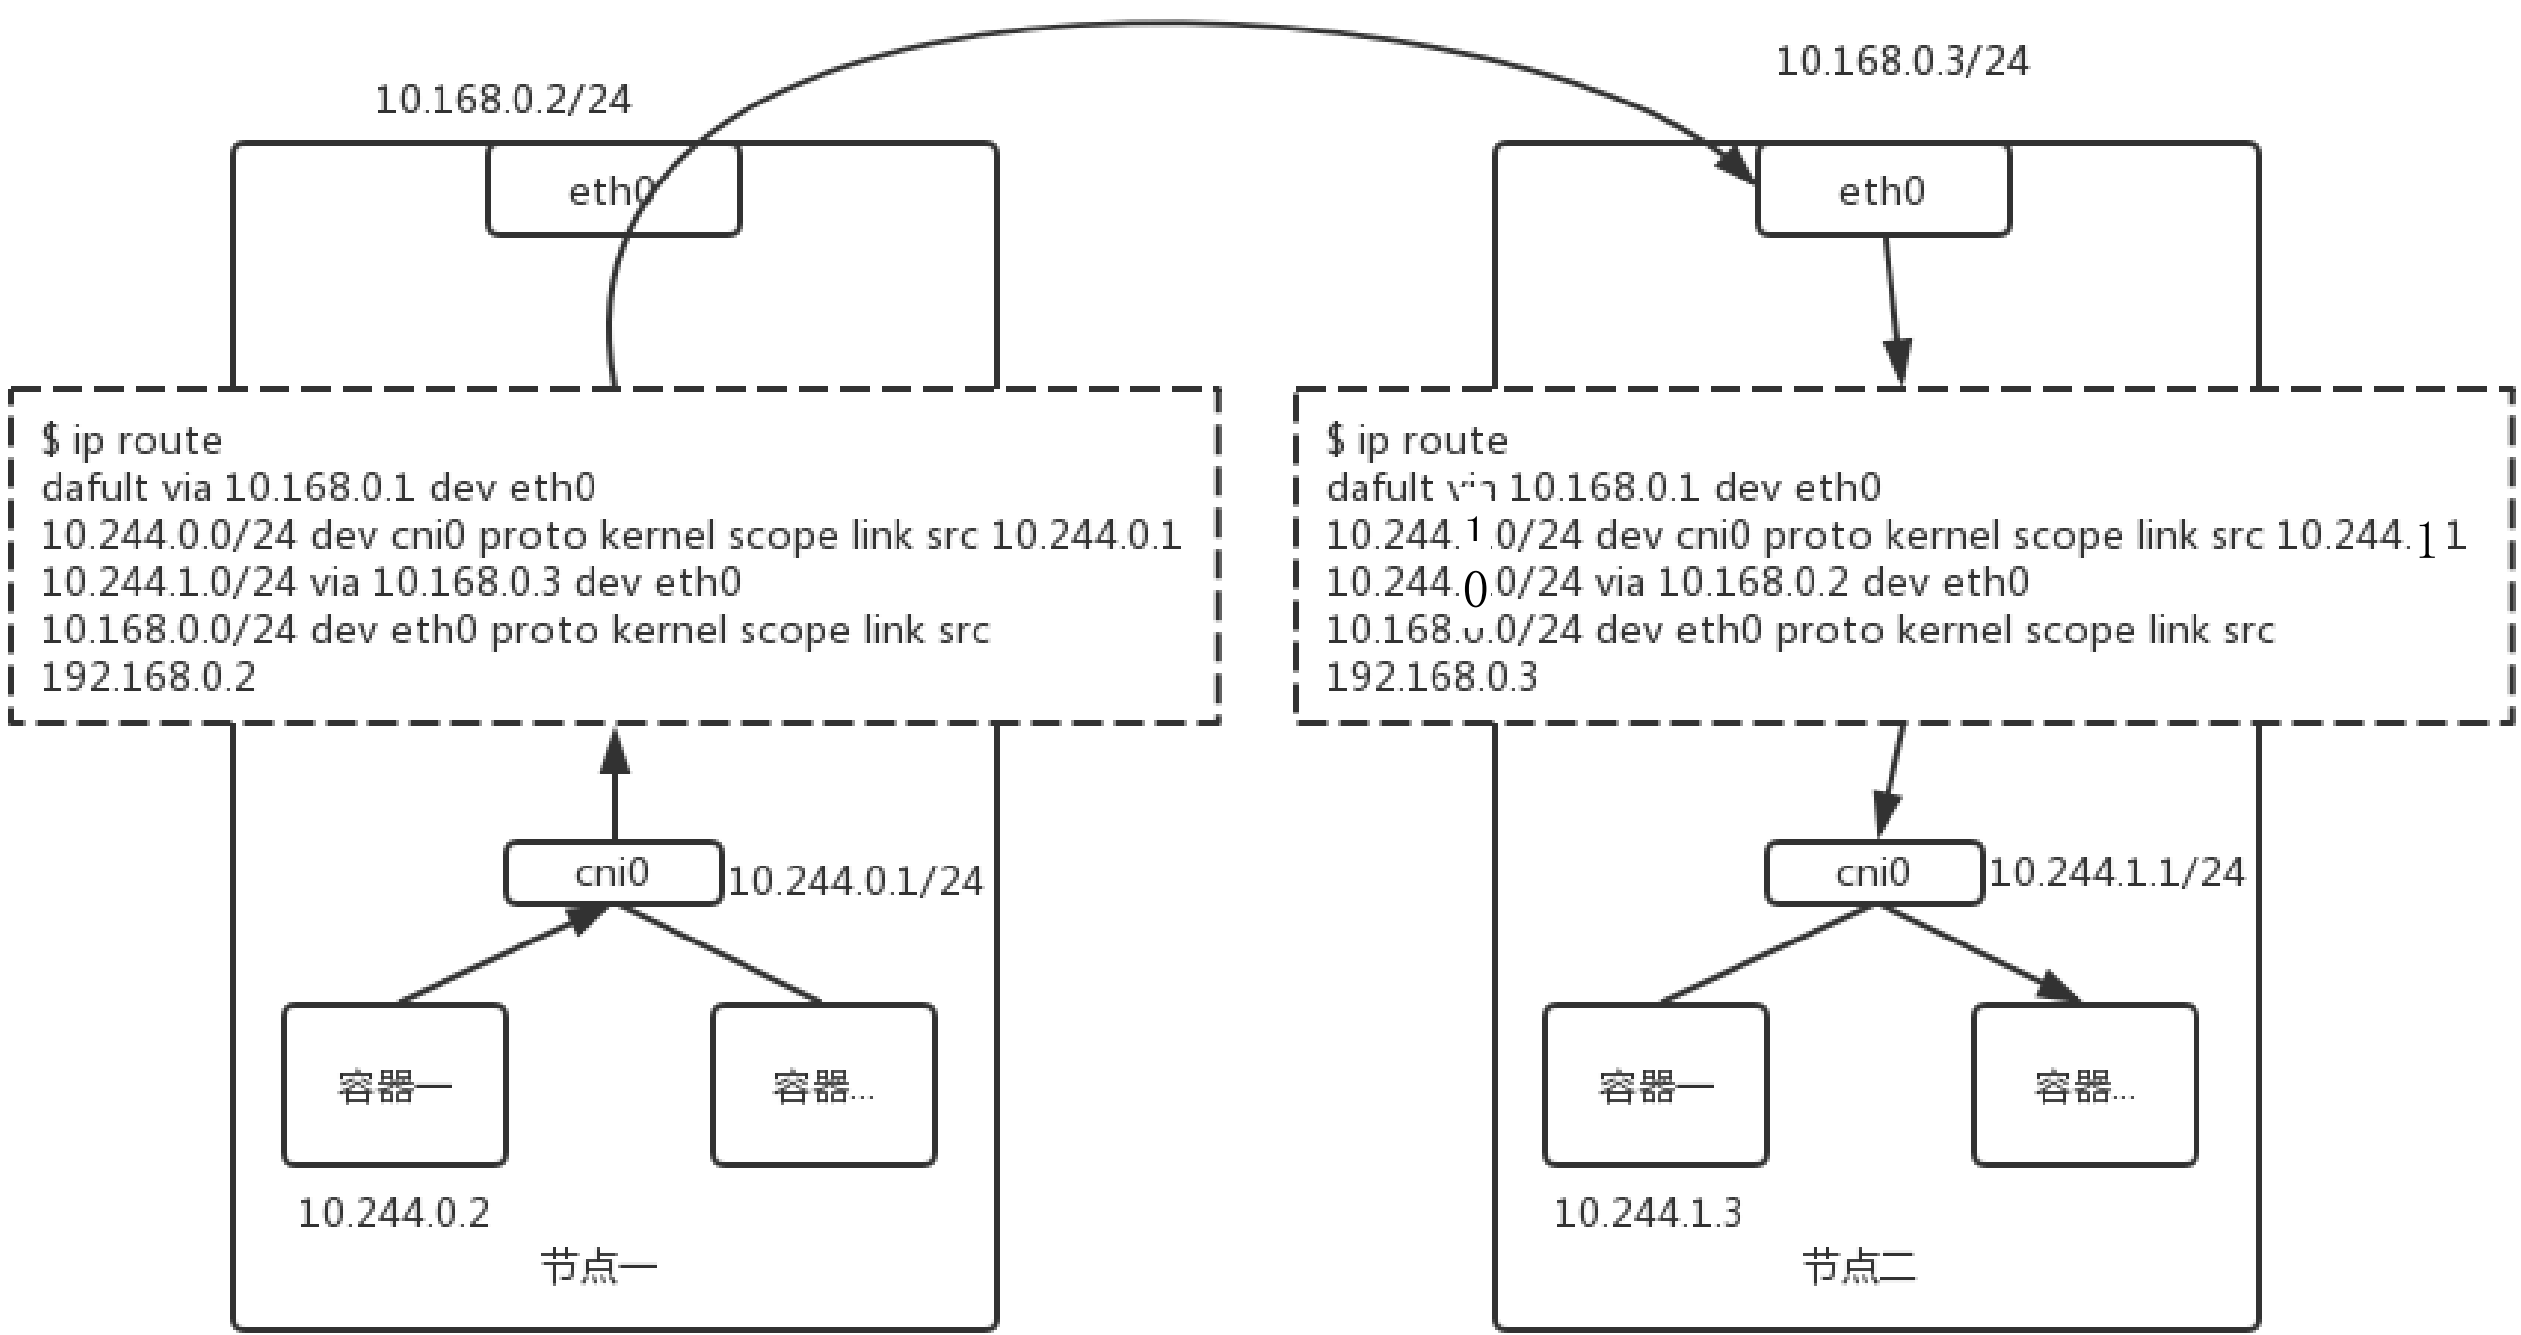 10.168.0.2/24
eth0
$ ip route
dafult via 10.168.0.1 dev eth0
10.244.0.0/24 dev cni0 proto kernel scope link src 10.244.0.1
10.244.1.0/24 via 10.168.0.3 dev eth0
10.168.0.0/24 dev eth0 proto kernel scope link src
192.168.0.2
cni0
10.244.0.1/24
容器一
容器...
10.244.0.2
节点一
10.168.0.3/24
eth0
$ ip route
dafult via 10.168.0.1 dev eth0
10.244.1.0/24 dev cni0 proto kernel scope link src 10.244.1 1
10.244.0.0/24 via 10.168.0.2 dev eth0
10.168.0.0/24 dev eth0 proto kernel scope link src
192.168.0.3
cni0
10.244.1.1/24
容器一
容器...
10.244.1.3
节点二